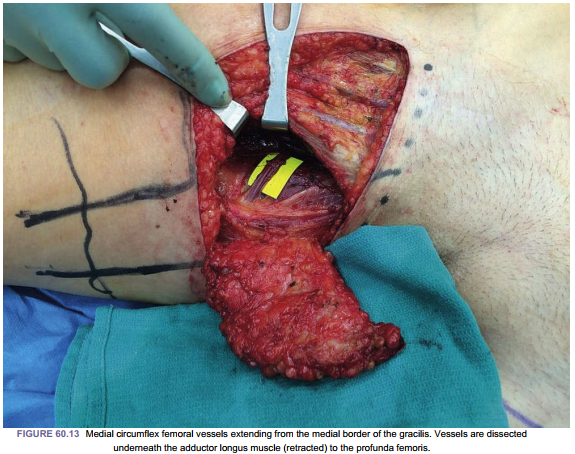 FIGURE 60.13 Medial circumflex femoral vessels extending from the medial border of the gracilis. Vessels are dissected
underneath the adductor longus muscle (retracted) to the profunda femoris.